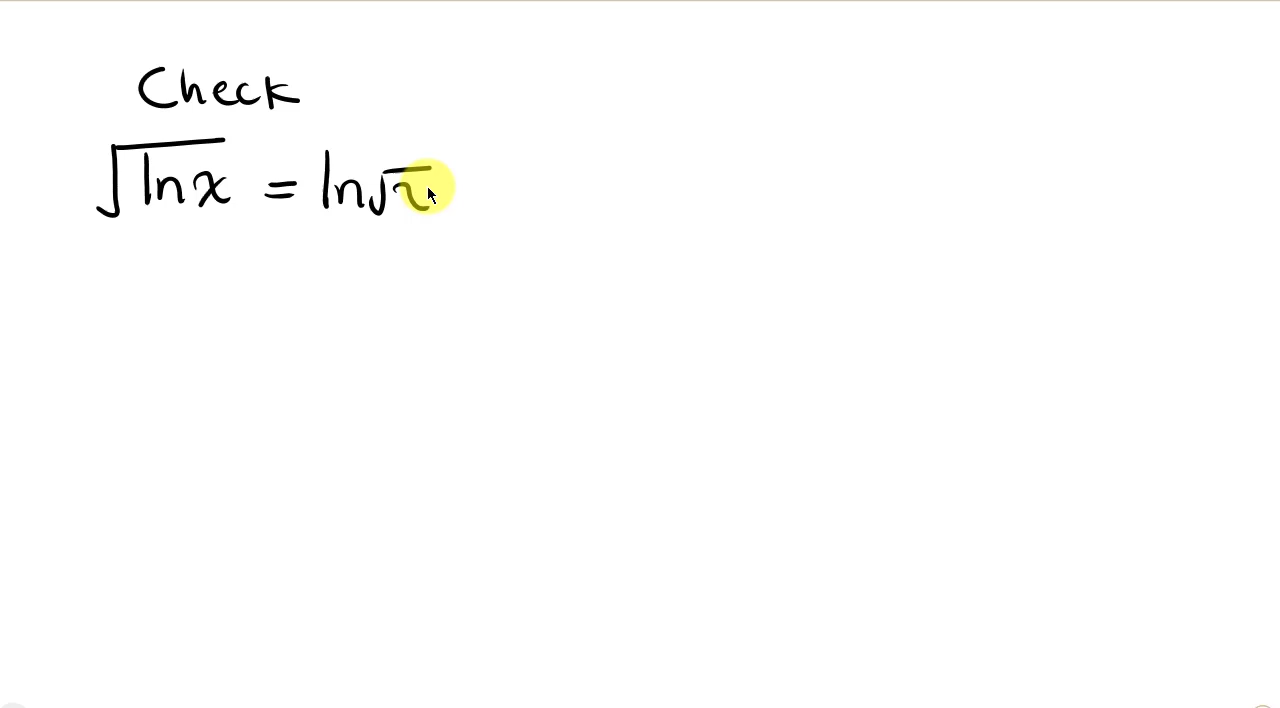 Check
√ln x = ln√x